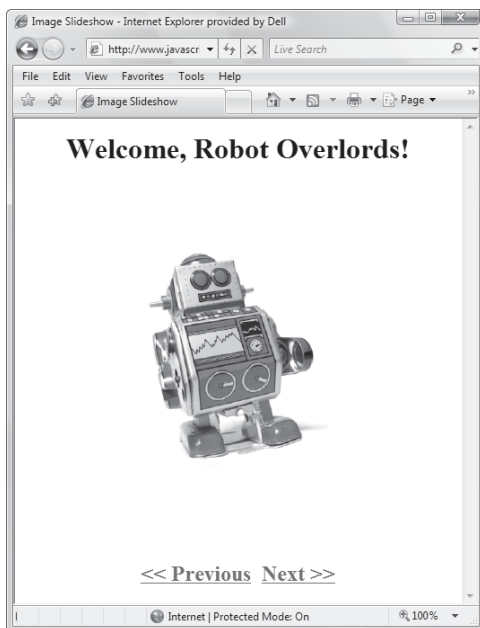 Image Slideshow - Internet Explorer provided by Dell
http://www.javascr
Live Search
File Edit View Favorites Tools Help
Image Slideshow
Page
Welcome, Robot Overlords!
<< Previous Next >>
Internet | Protected Mode: On
100%